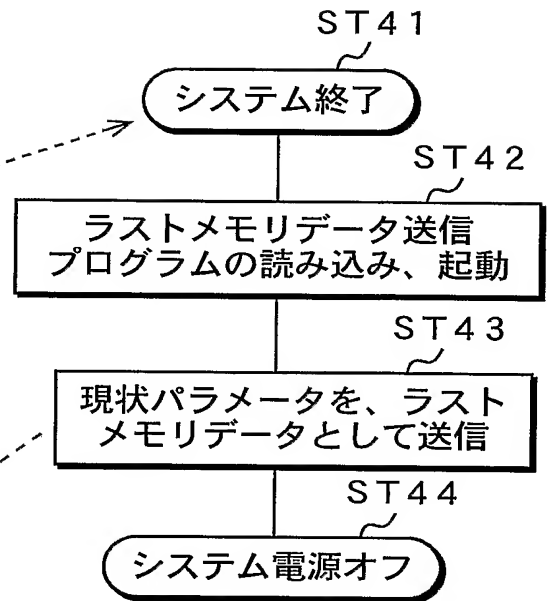 ST41
システム終了
ST42
ラストメモリデータ送信
プログラムの読み込み、起動
ST43
現状パラメータを、ラスト
メモリデータとして送信
ST44
システム電源オフ